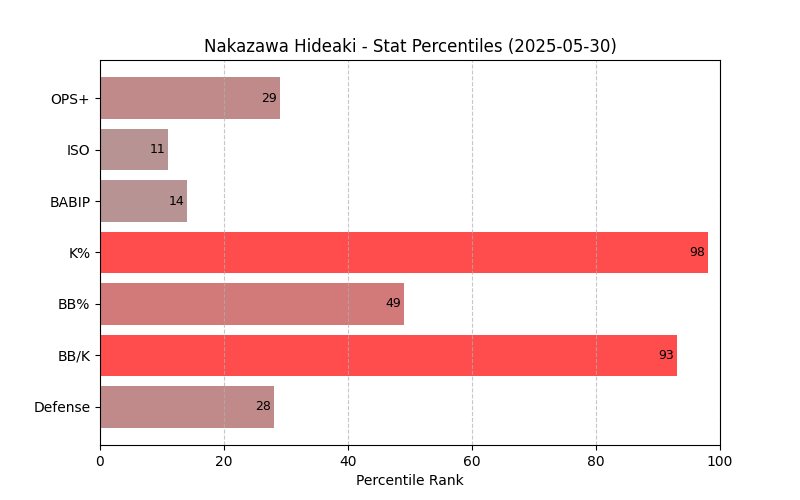 Nakazawa Hideaki - Stat Percentiles (2025-05-30)
OPS+ 29
ISO 11
BABIP 14
K% 98
BB% 49
BB/K 93
Defense 28
0 20 40 60 80 100
Percentile Rank